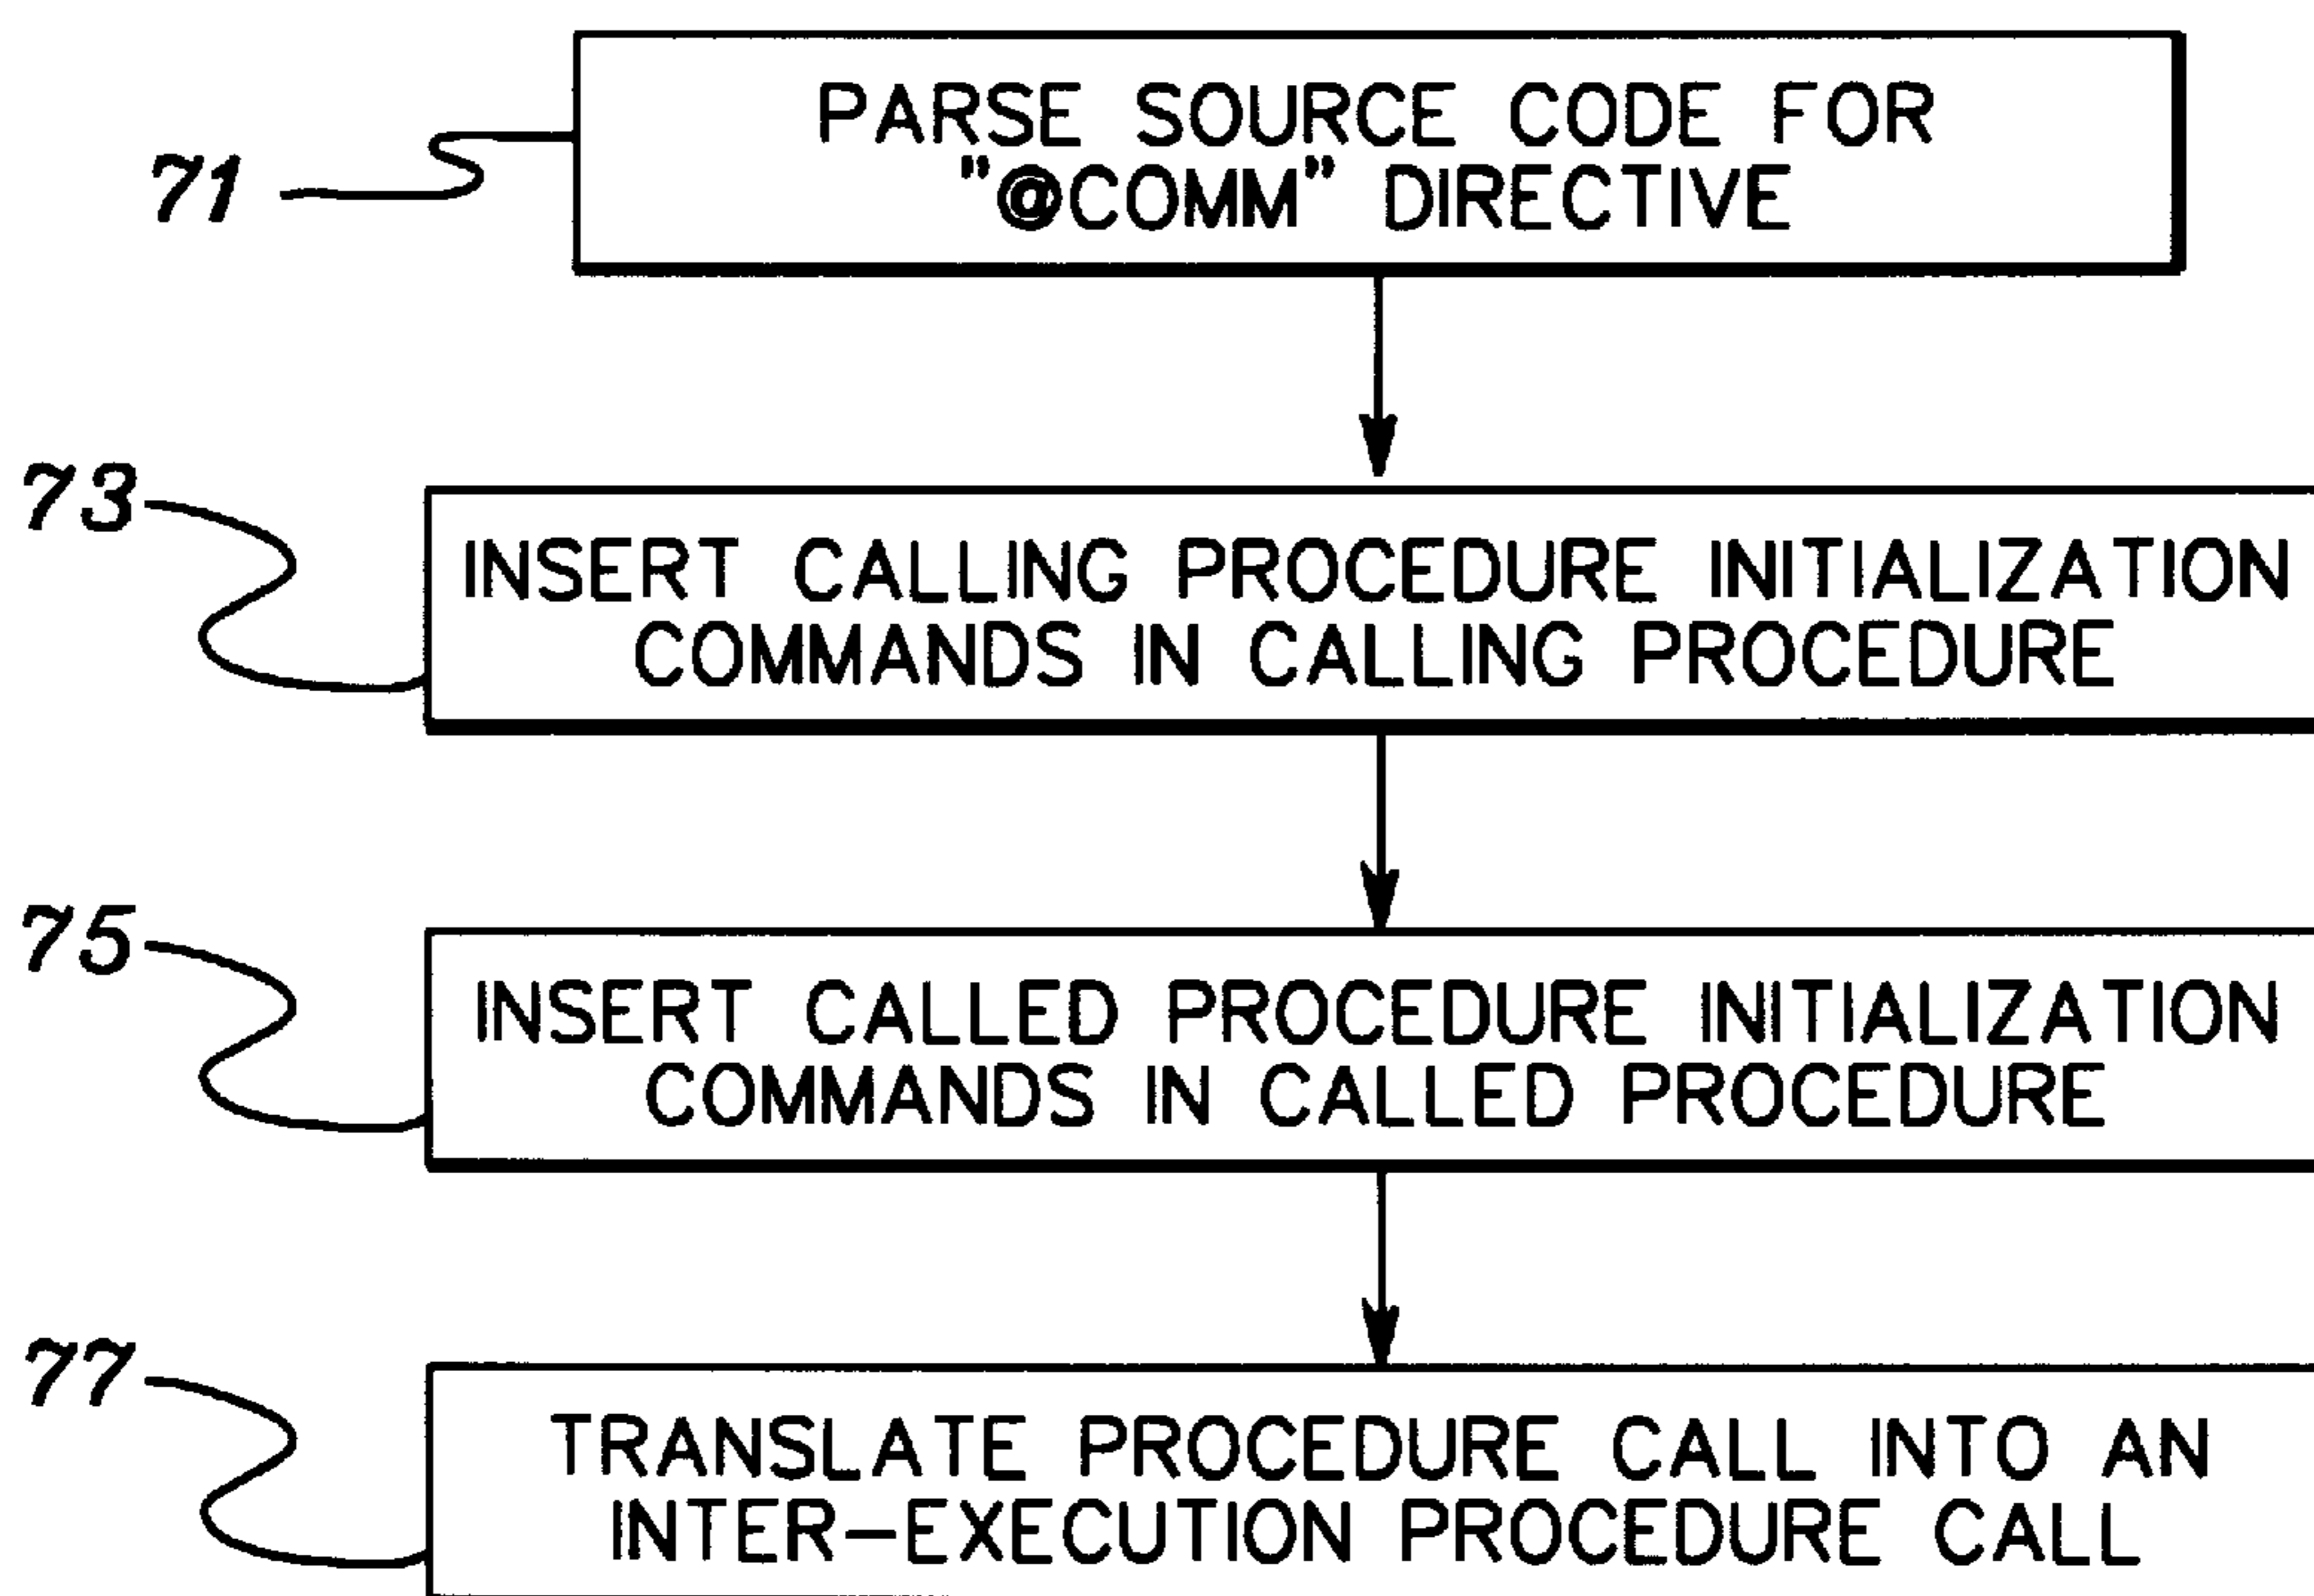 PARSE SOURCE CODE FOR
"@COMM" DIRECTIVE
71
73
INSERT CALLING PROCEDURE INITIALIZATION
COMMANDS IN CALLING PROCEDURE
75
INSERT CALLED PROCEDURE INITIALIZATION
COMMANDS IN CALLED PROCEDURE
77
TRANSLATE PROCEDURE CALL INTO AN
INTER-EXECUTION PROCEDURE CALL